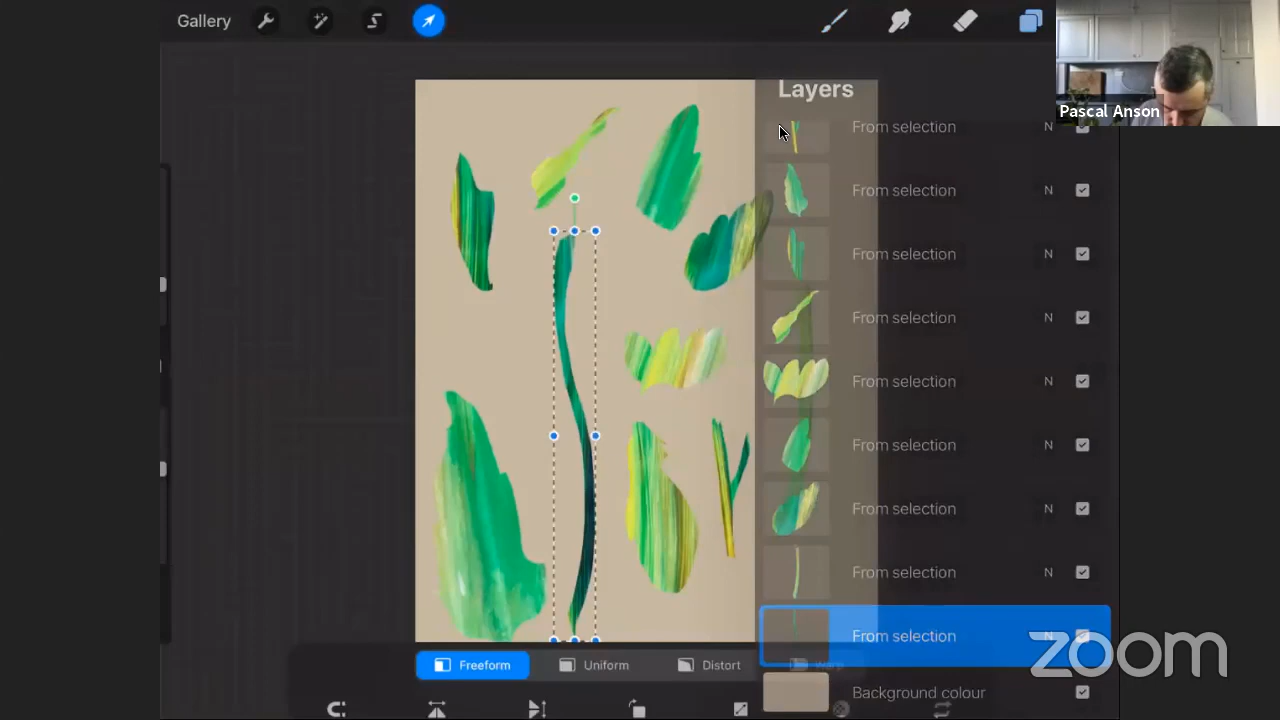 Gallery
Pascal Anson
Layers
From selection N
From selection
From selection N
From selection N
From selection N
From selection N
From selection N
From selection N
From selection
Background colour
Freeform
Uniform
Distort
Warp
zoom